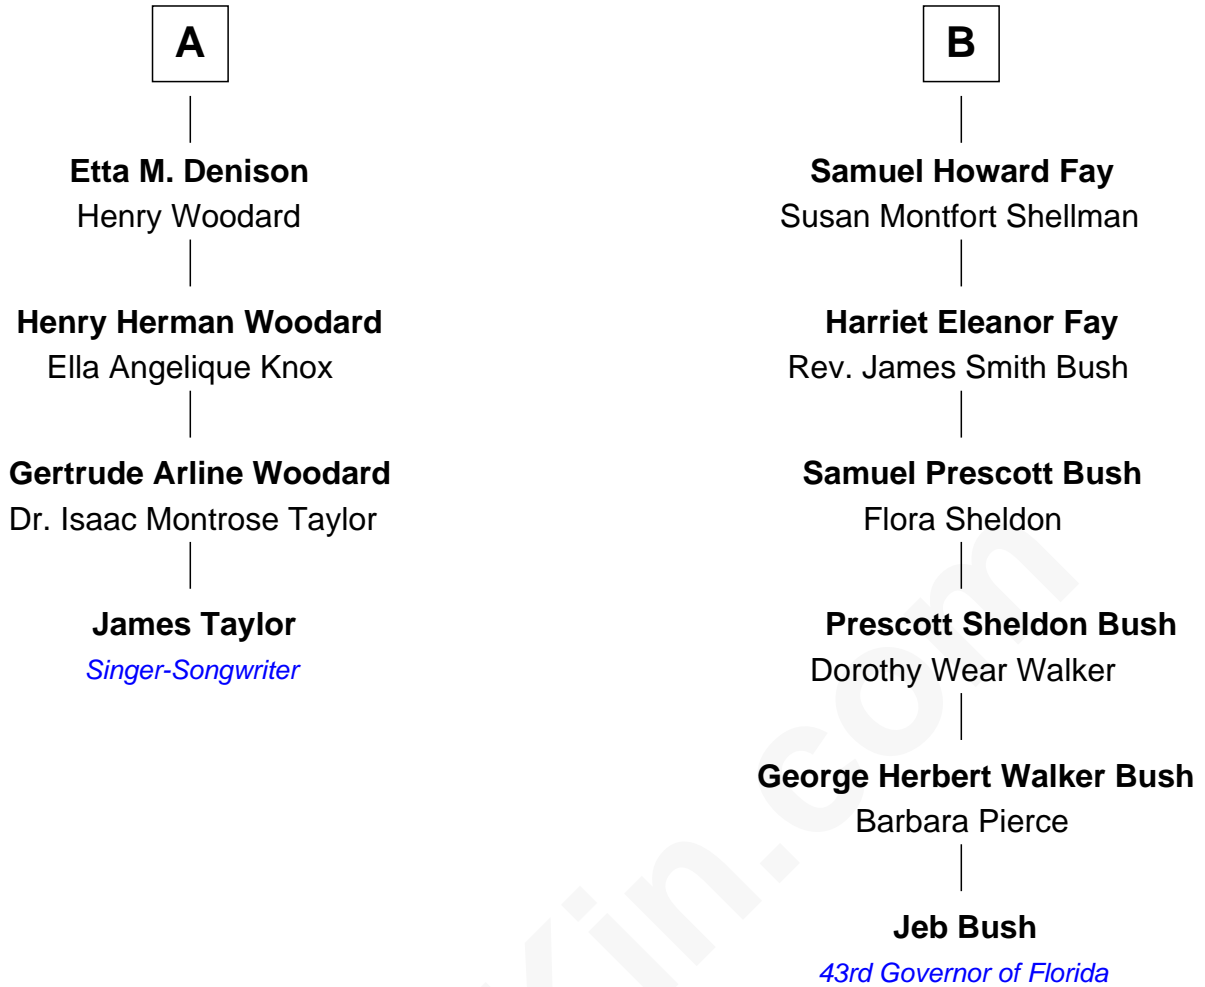 A
Etta M. Denison
Henry Woodard
Henry Herman Woodard
Ella Angelique Knox
Gertrude Arline Woodard
Dr. Isaac Montrose Taylor
James Taylor
Singer-Songwriter
B
Samuel Howard Fay
Susan Montfort Shellman
Harriet Eleanor Fay
Rev. James Smith Bush
Samuel Prescott Bush
Flora Sheldon
Prescott Sheldon Bush
Dorothy Wear Walker
George Herbert Walker Bush
Barbara Pierce
Jeb Bush
43rd Governor of Florida
Kin.com